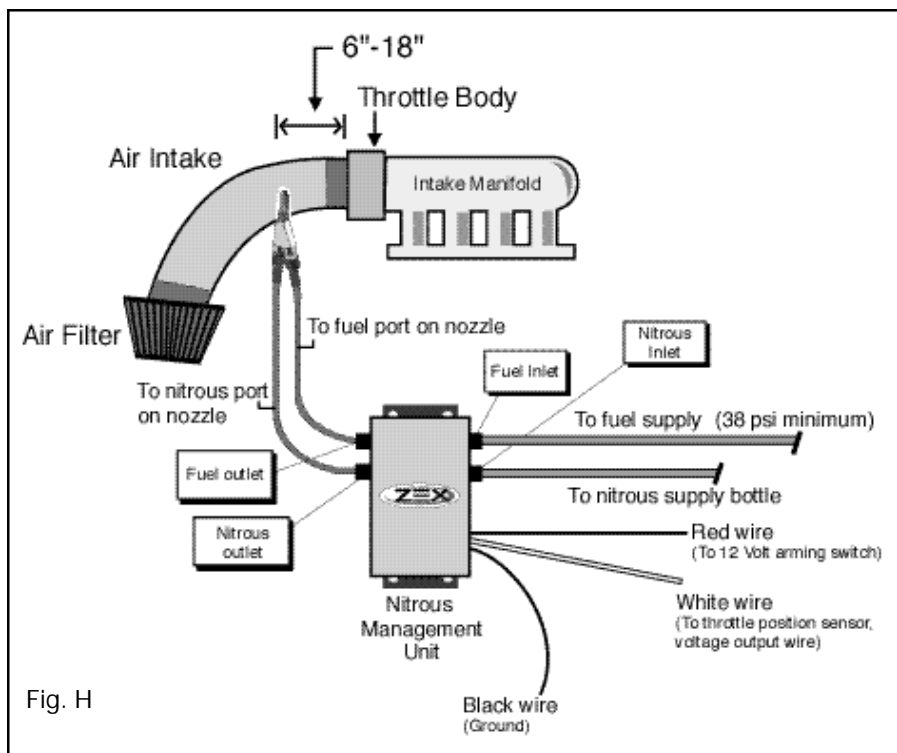 6"-18"
Throttle Body
Air Intake
Intake Manifold
Air Filter
To fuel port on nozzle
Nitrous
Inlet
Fuel Inlet
To nitrous port
on nozzle
To fuel supply (38 psi minimum)
Fuel outlet
ZEX
To nitrous supply bottle
Nitrous
outlet
Red wire
(To 12 Volt arming switch)
White wire
(To throttle position sensor,
voltage output wire)
Nitrous
Management
Unit
Black wire
(Ground)
Fig. H